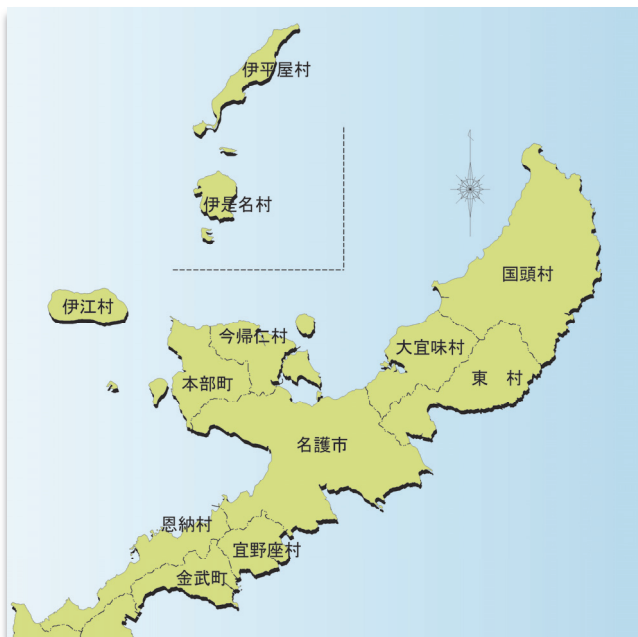 伊平屋村
伊是名村
国頭村
伊江村
今帰仁村
大宜味村
本部町
東　村
名護市
恩納村
宜野座村
金武町